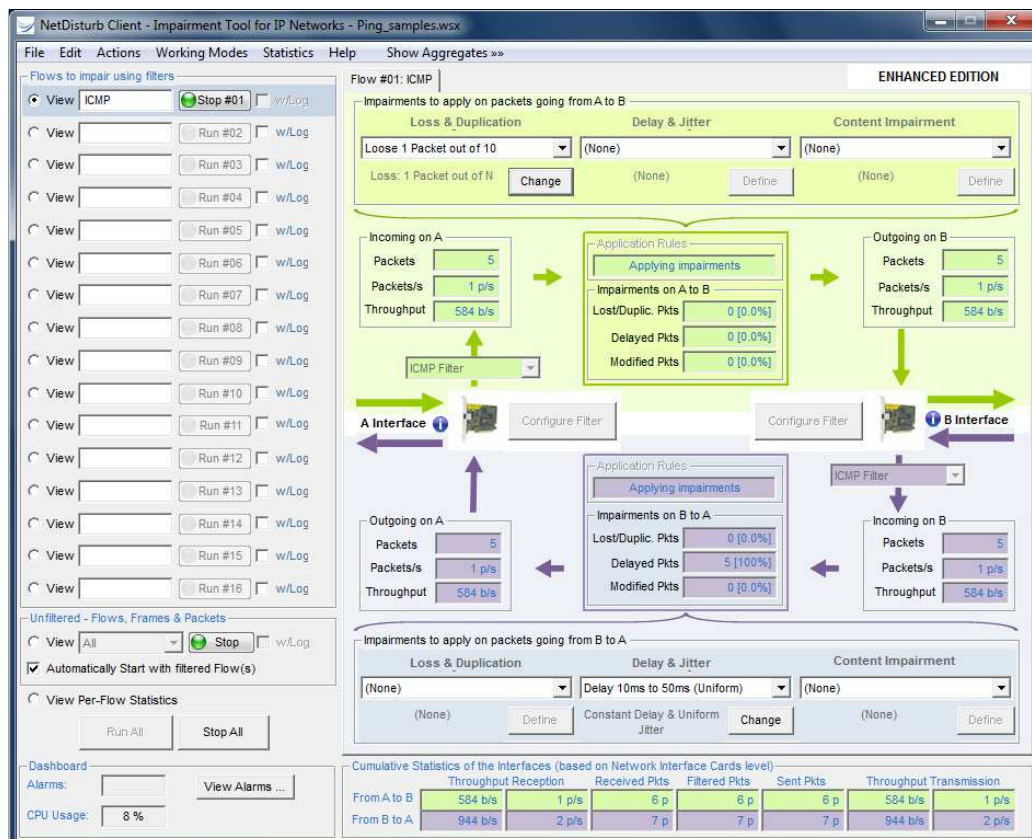 NetDisturb Client - Impairment Tool for IP Networks - Ping_samples.wsx
File Edit Actions Working Modes Statistics Help Show Aggregates »»
Flows to impair using filters
View ICMP Stop #01 w/Log
View Run #02 w/Log
View Run #03 w/Log
View Run #04 w/Log
View Run #05 w/Log
View Run #06 w/Log
View Run #07 w/Log
View Run #08 w/Log
View Run #09 w/Log
View Run #10 w/Log
View Run #11 w/Log
View Run #12 w/Log
View Run #13 w/Log
View Run #14 w/Log
View Run #15 w/Log
View Run #16 w/Log
Unfiltered - Flows, Frames & Packets
View All Stop w/Log
Automatically Start with filtered Flow(s)
View Per-Flow Statistics
Run All Stop All
Dashboard
Alarms: View Alarms ...
CPU Usage: 8 %
Flow #01: ICMP ENHANCED EDITION
Impairments to apply on packets going from A to B
Loss & Duplication Delay & Jitter Content Impairment
Loose 1 Packet out of 10 (None) (None)
Loss: 1 Packet out of N Change (None) Define (None) Define
Incoming on A
Packets 5
Packets/s 1 p/s
Throughput 584 b/s
Application Rules
Applying impairments
Impairments on A to B
Lost/Duplic. Pkts 0 [0.0%]
Delayed Pkts 0 [0.0%]
Modified Pkts 0 [0.0%]
Outgoing on B
Packets 5
Packets/s 1 p/s
Throughput 584 b/s
ICMP Filter
A Interface Configure Filter Configure Filter B Interface
ICMP Filter
Outgoing on A
Packets 5
Packets/s 1 p/s
Throughput 584 b/s
Application Rules
Applying impairments
Impairments on B to A
Lost/Duplic. Pkts 0 [0.0%]
Delayed Pkts 5 [100%]
Modified Pkts 0 [0.0%]
Incoming on B
Packets 5
Packets/s 1 p/s
Throughput 584 b/s
Impairments to apply on packets going from B to A
Loss & Duplication Delay & Jitter Content Impairment
(None) Delay 10ms to 50ms (Uniform) (None)
(None) Define Constant Delay & Uniform Jitter Change (None) Define
Cumulative Statistics of the Interfaces (based on Network Interface Cards level)
Throughput Reception Received Pkts Filtered Pkts Sent Pkts Throughput Transmission
From A to B 584 b/s 1 p/s 6 p 6 p 6 p 584 b/s 1 p/s
From B to A 944 b/s 2 p/s 7 p 7 p 7 p 944 b/s 2 p/s